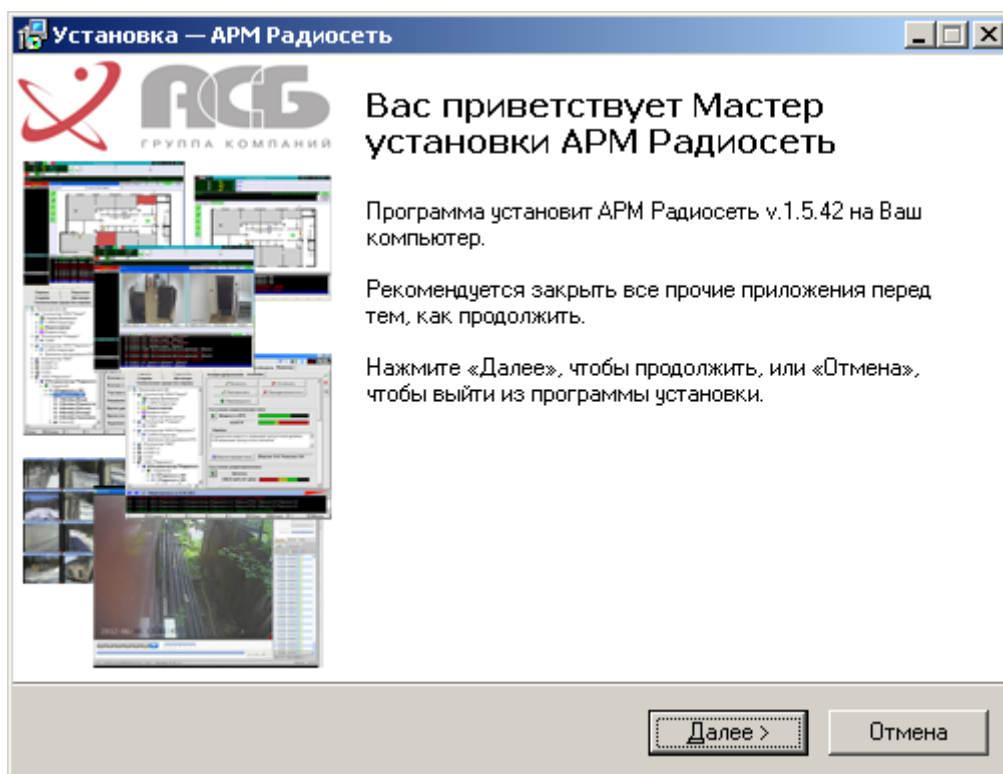 Установка — АРМ Радиосеть
АСБ
ГРУППА КОМПАНИЙ
Вас приветствует Мастер
установки АРМ Радиосеть
Программа установит АРМ Радиосеть v.1.5.42 на Ваш
компьютер.
Рекомендуется закрыть все прочие приложения перед
тем, как продолжить.
Нажмите «Далее», чтобы продолжить, или «Отмена»,
чтобы выйти из программы установки.
Далее >
Отмена